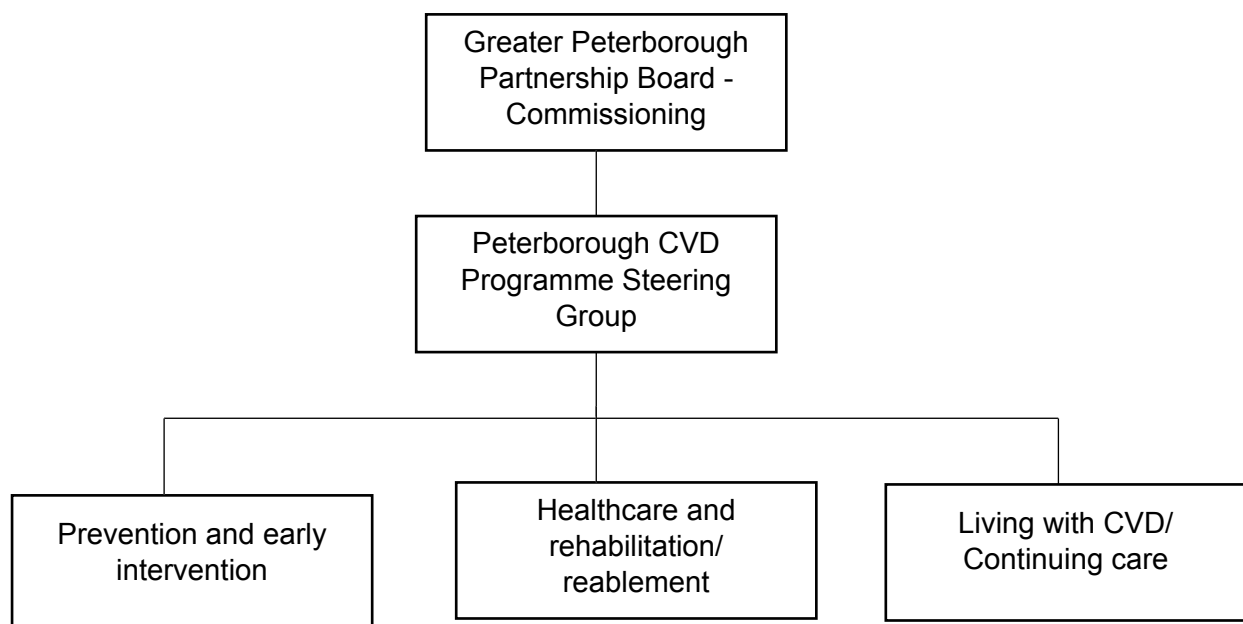 Greater Peterborough
Partnership Board -
Commissioning
Peterborough CVD
Programme Steering
Group
Prevention and early
intervention
Healthcare and
rehabilitation/
reablement
Living with CVD/
Continuing care